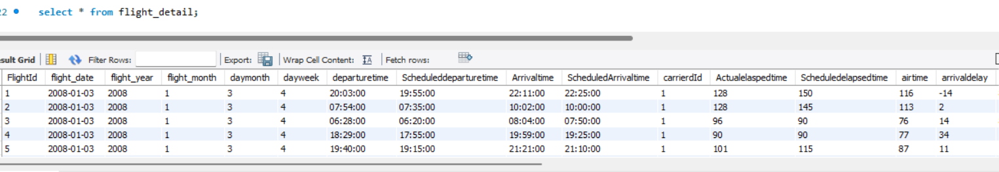 22 select * from flight_detail;
sult Grid Filter Rows: Export: Wrap Cell Content: Fetch rows:
FlightId flight_date flight_year flight_month daymonth dayweek departuretime Scheduleddeparturetime Arrivaltime ScheduledArrivaltime carrierdId Actualelaspedtime Scheduledelapsedtime airtime arrivaldelay
1 2008-01-03 2008 1 3 4 20:03:00 19:55:00 22:11:00 22:25:00 1 128 150 116 -14
2 2008-01-03 2008 1 3 4 07:54:00 07:35:00 10:02:00 10:00:00 1 128 145 113 2
3 2008-01-03 2008 1 3 4 06:28:00 06:20:00 08:04:00 07:50:00 1 96 90 76 14
4 2008-01-03 2008 1 3 4 18:29:00 17:55:00 19:59:00 19:25:00 1 90 90 77 34
5 2008-01-03 2008 1 3 4 19:40:00 19:15:00 21:21:00 21:10:00 1 101 115 87 11